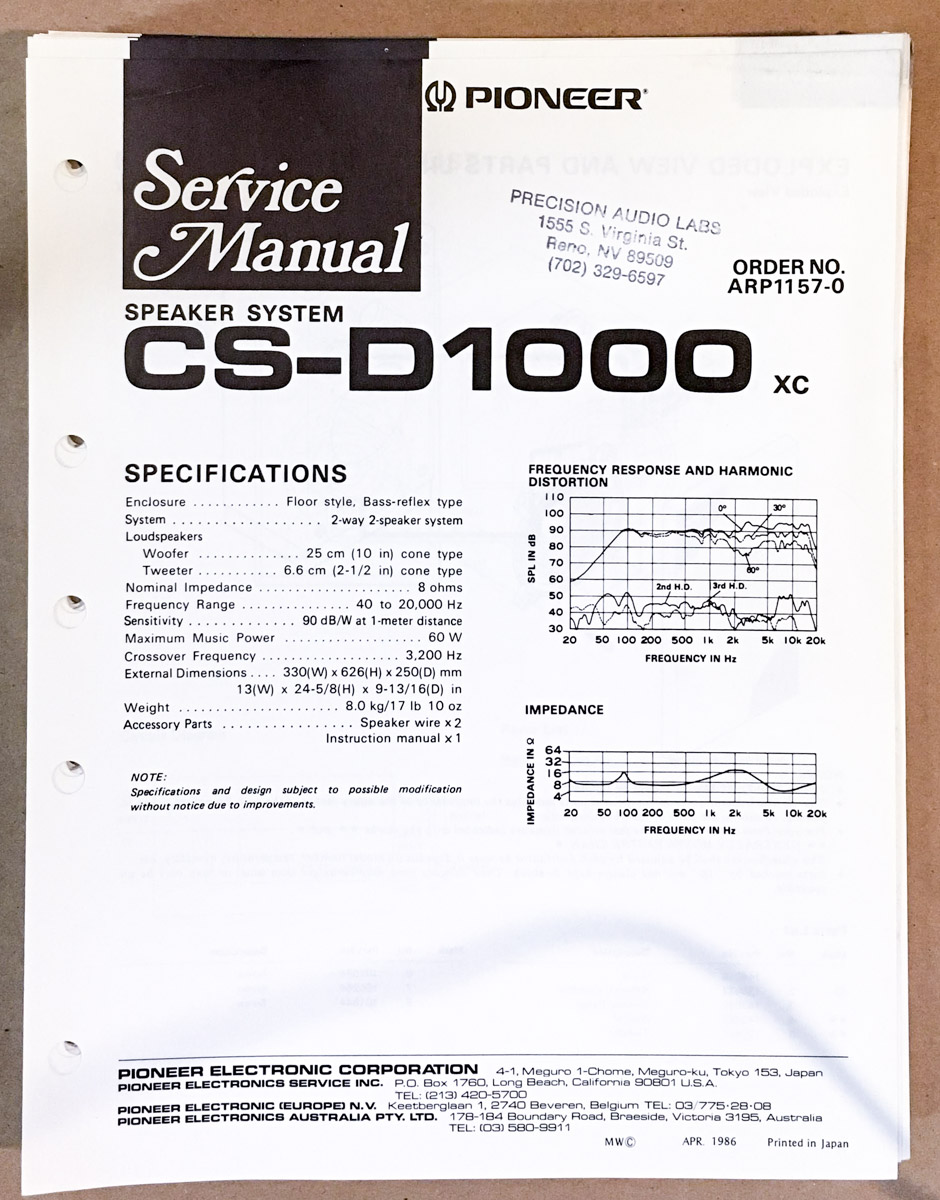 PIONEER®
Service
Manual
PRECISION AUDIO LABS
1555 S. Virginia St.
Reno, NV 89509
(702) 329-6597
ORDER NO.
ARP1157-0
SPEAKER SYSTEM
CS-D1000 XC
SPECIFICATIONS
Enclosure ............ Floor style, Bass-reflex type
System .................... 2-way 2-speaker system
Loudspeakers
Woofer .............. 25 cm (10 in) cone type
Tweeter ........... 6.6 cm (2-1/2 in) cone type
Nominal Impedance ..................... 8 ohms
Frequency Range ............... 40 to 20,000 Hz
Sensitivity .............. 90 dB/W at 1-meter distance
Maximum Music Power ................... 60 W
Crossover Frequency ................... 3,200 Hz
External Dimensions .... 330(W) x 626(H) x 250(D) mm
13(W) x 24-5/8(H) x 9-13/16(D) in
Weight ...................... 8.0 kg/17 lb 10 oz
Accessory Parts .................. Speaker wire x 2
Instruction manual x 1
NOTE:
Specifications and design subject to possible modification
without notice due to improvements.
FREQUENCY RESPONSE AND HARMONIC
DISTORTION
SPL IN dB
110
100
90
80
70
60
50
40
30
0°
30°
60°
2nd H.D.
3rd H.D.
20 50 100 200 500 1k 2k 5k 10k 20k
FREQUENCY IN Hz
IMPEDANCE
IMPEDANCE IN Ω
64
32
16
8
4
20 50 100 200 500 1k 2k 5k 10k 20k
FREQUENCY IN Hz
PIONEER ELECTRONIC CORPORATION 4-1, Meguro 1-Chome, Meguro-ku, Tokyo 153, Japan
PIONEER ELECTRONICS SERVICE INC. P.O. Box 1760, Long Beach, California 90801 U.S.A.
TEL: (213) 420-5700
PIONEER ELECTRONIC (EUROPE) N.V. Keetberglaan 1, 2740 Beveren, Belgium TEL: 03/775·28·08
PIONEER ELECTRONICS AUSTRALIA PTY. LTD. 178-184 Boundary Road, Braeside, Victoria 3195, Australia
TEL: (03) 580-9911
MW© APR. 1986 Printed in Japan